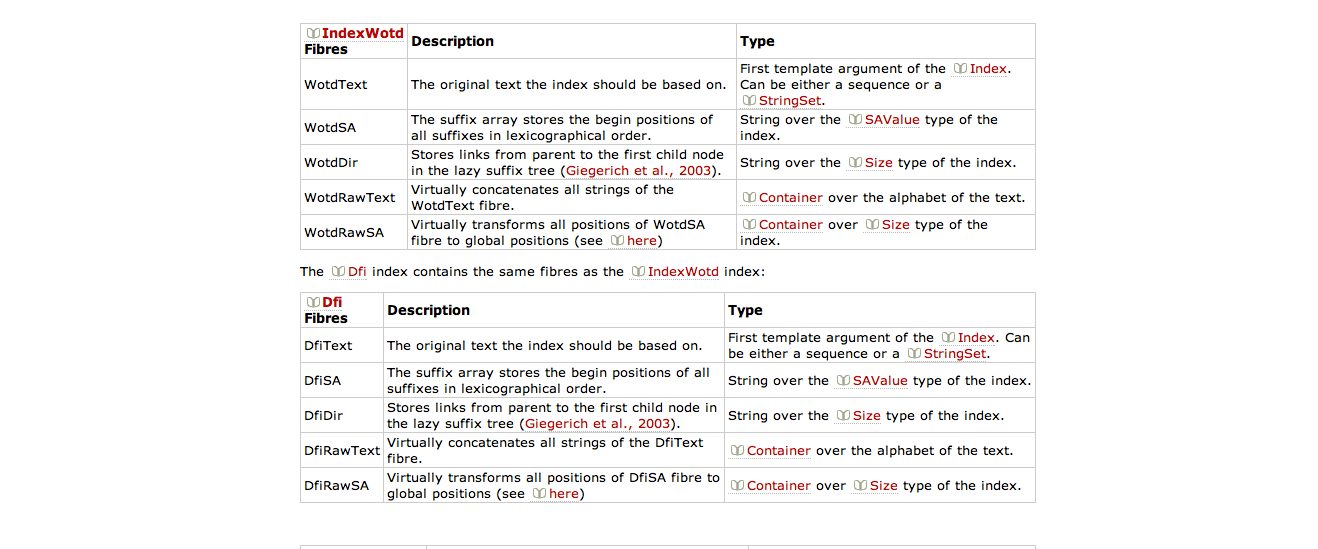 IndexWotd
Fibres
Description
Type
WotdText
The original text the index should be based on.
First template argument of the Index.
Can be either a sequence or a
StringSet.
WotdSA
The suffix array stores the begin positions of
all suffixes in lexicographical order.
String over the SAValue type of the
index.
WotdDir
Stores links from parent to the first child node
in the lazy suffix tree (Giegerich et al., 2003).
String over the Size type of the index.
WotdRawText
Virtually concatenates all strings of the
WotdText fibre.
Container over the alphabet of the text.
WotdRawSA
Virtually transforms all positions of WotdSA
fibre to global positions (see here)
Container over Size type of the
index.
The Dfi index contains the same fibres as the IndexWotd index:
Dfi
Fibres
Description
Type
DfiText
The original text the index should be based on.
First template argument of the Index. Can
be either a sequence or a StringSet.
DfiSA
The suffix array stores the begin positions of all
suffixes in lexicographical order.
String over the SAValue type of the index.
DfiDir
Stores links from parent to the first child node in
the lazy suffix tree (Giegerich et al., 2003).
String over the Size type of the index.
DfiRawText
Virtually concatenates all strings of the DfiText
fibre.
Container over the alphabet of the text.
DfiRawSA
Virtually transforms all positions of DfiSA fibre to
global positions (see here)
Container over Size type of the index.